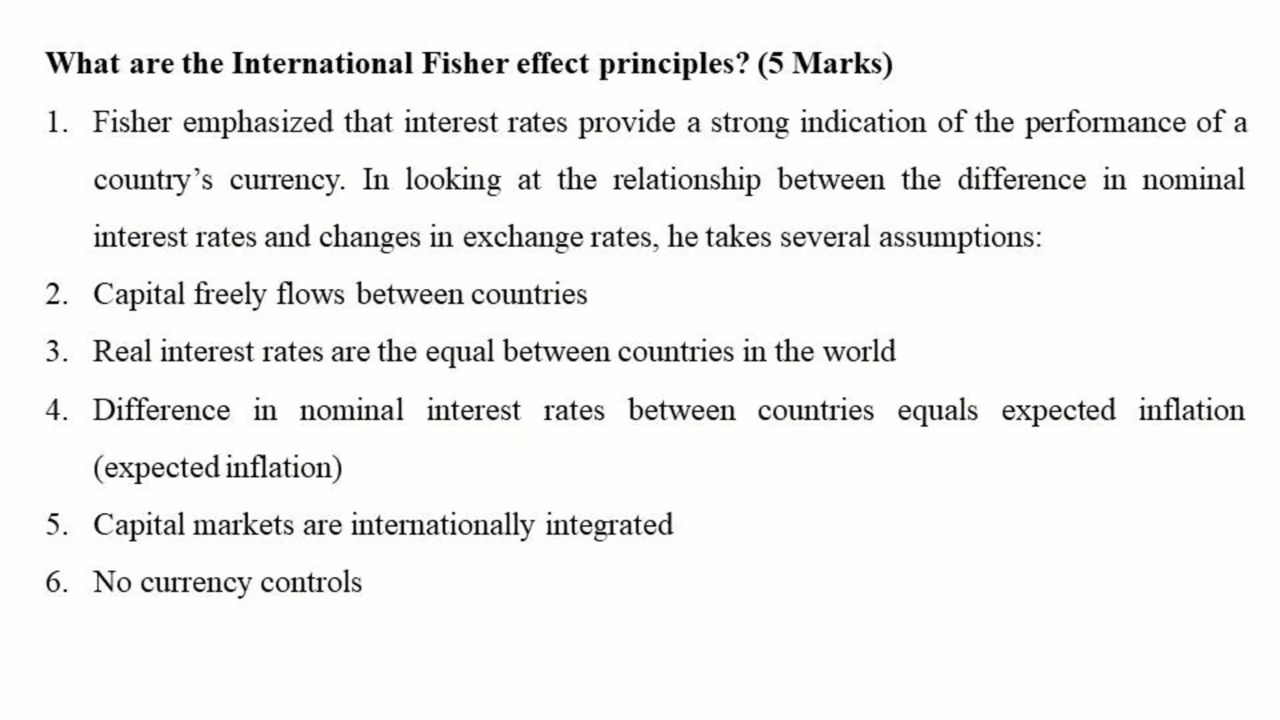 What are the International Fisher effect principles? (5 Marks)
1. Fisher emphasized that interest rates provide a strong indication of the performance of a
country’s currency. In looking at the relationship between the difference in nominal
interest rates and changes in exchange rates, he takes several assumptions:
2. Capital freely flows between countries
3. Real interest rates are the equal between countries in the world
4. Difference in nominal interest rates between countries equals expected inflation
(expected inflation)
5. Capital markets are internationally integrated
6. No currency controls